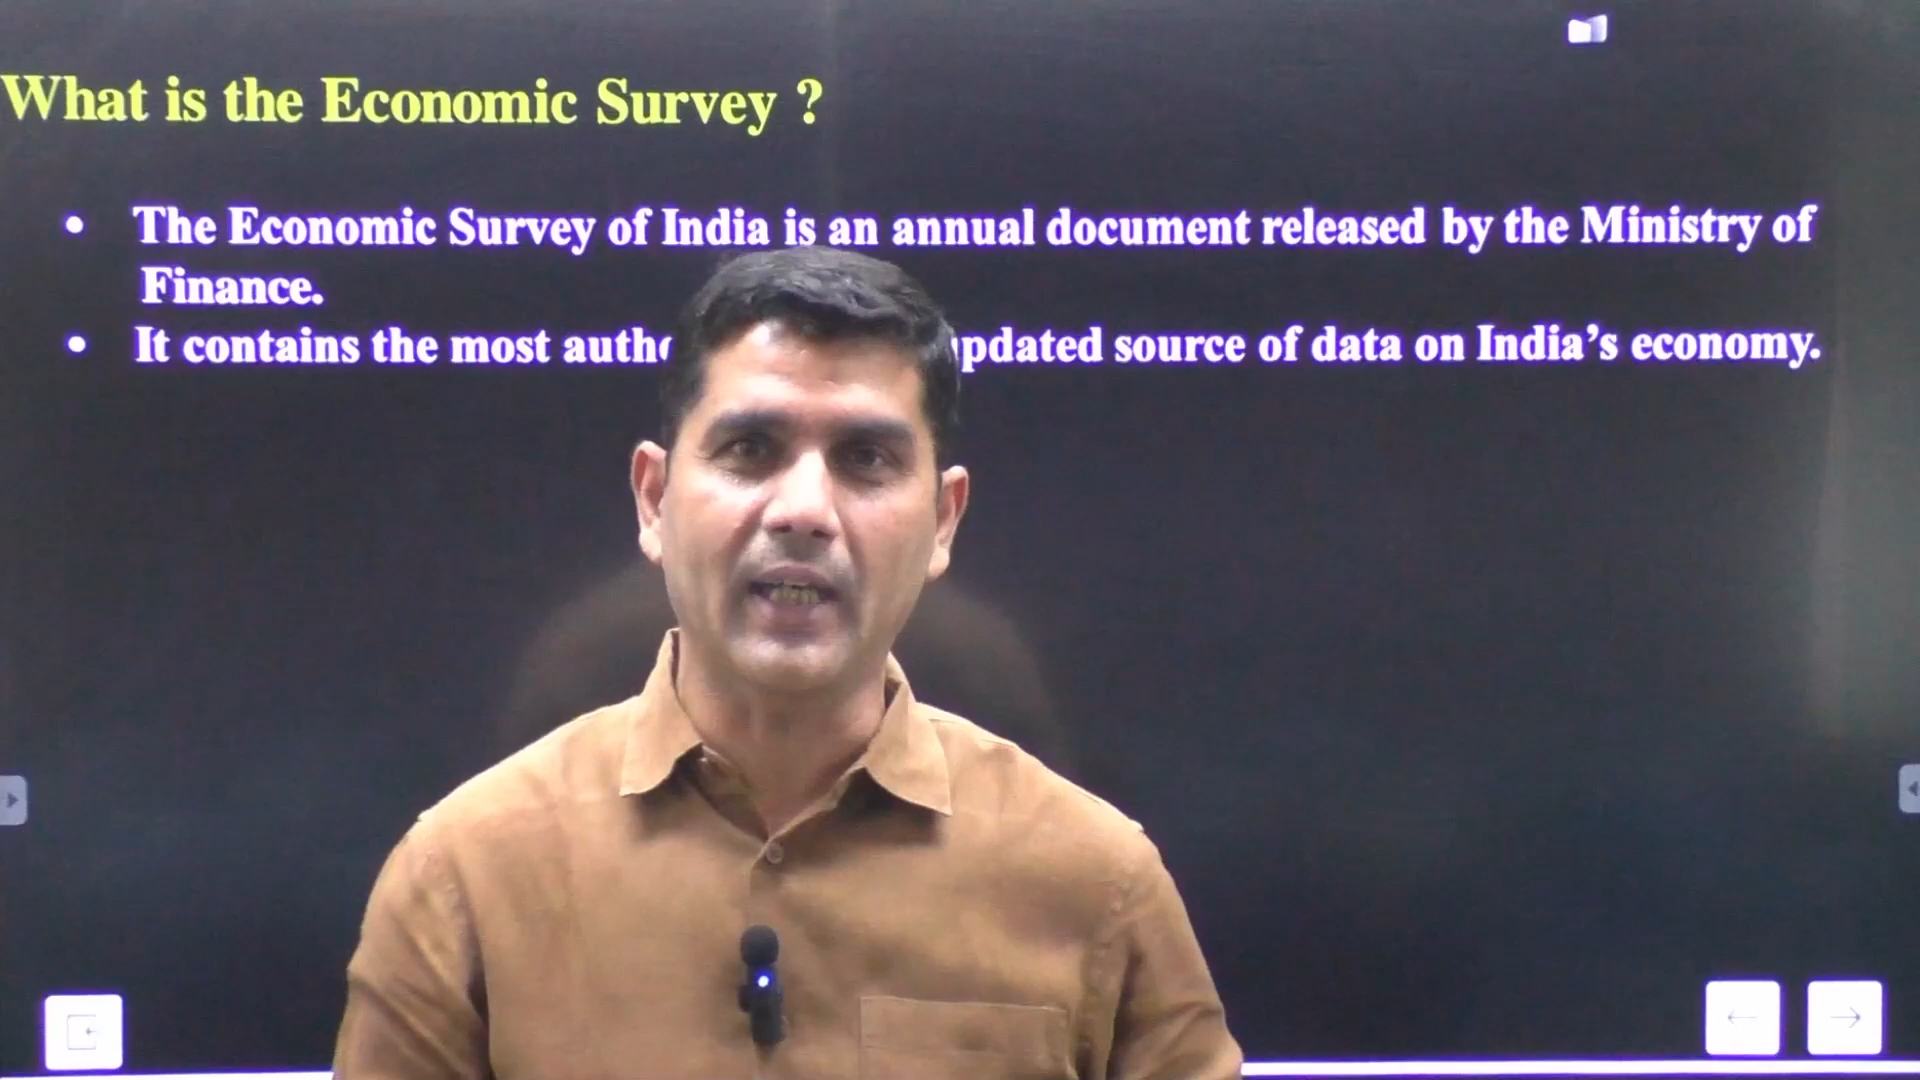 What is the Economic Survey ?
• The Economic Survey of India is an annual document released by the Ministry of
Finance.
• It contains the most source of data on India's economy.